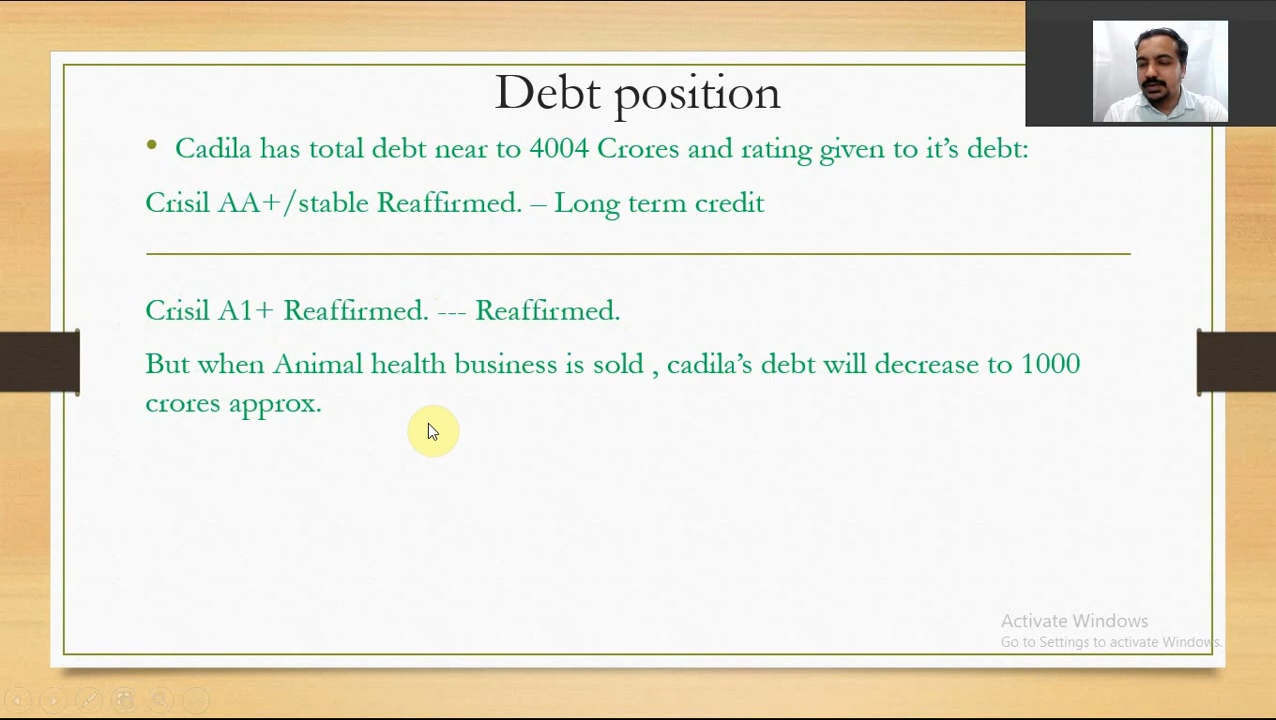 Debt position
• Cadila has total debt near to 4004 Crores and rating given to it’s debt:
Crisil AA+/stable Reaffirmed. – Long term credit
Crisil A1+ Reaffirmed. --- Reaffirmed.
But when Animal health business is sold , cadila’s debt will decrease to 1000
crores approx.
Activate Windows
Go to Settings to activate Windows.